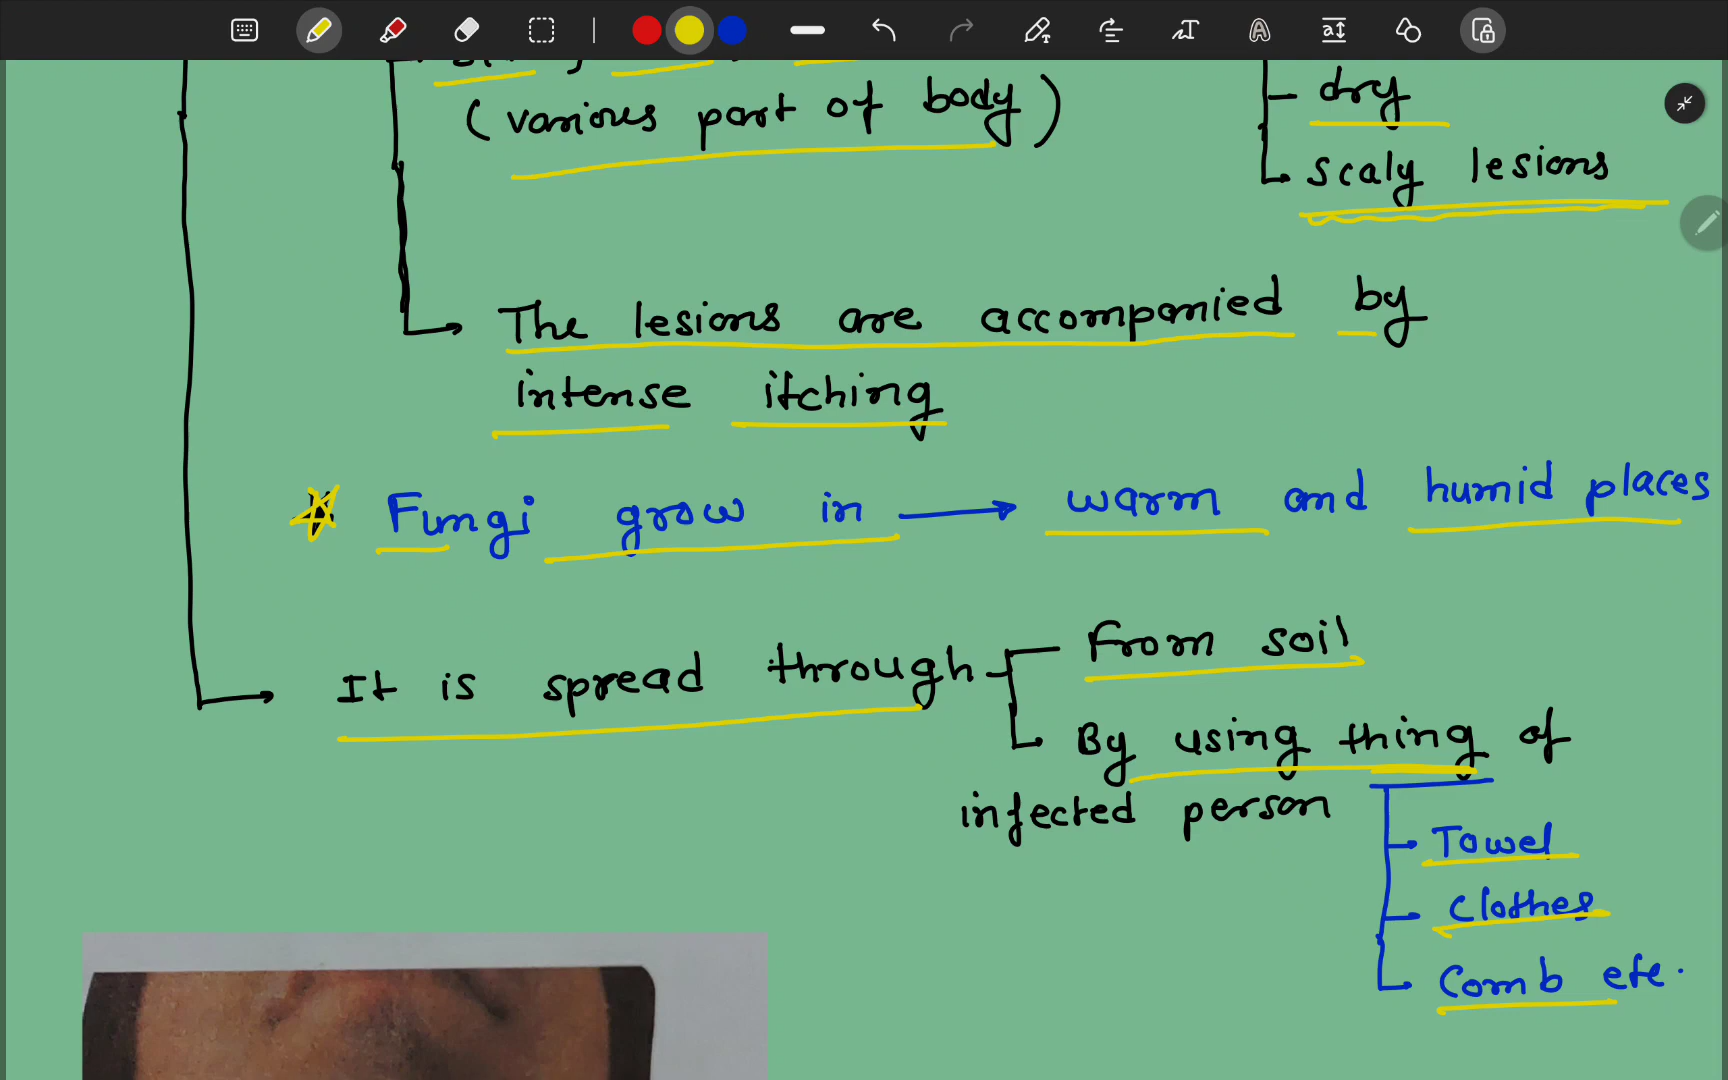 (various part of body)
dry
scaly lesions
The lesions are accompanied by
intense itching
Fungi grow in → warm and humid places
It is spread through
From soil
By using thing of
infected person
Towel
Clothes
Comb etc.